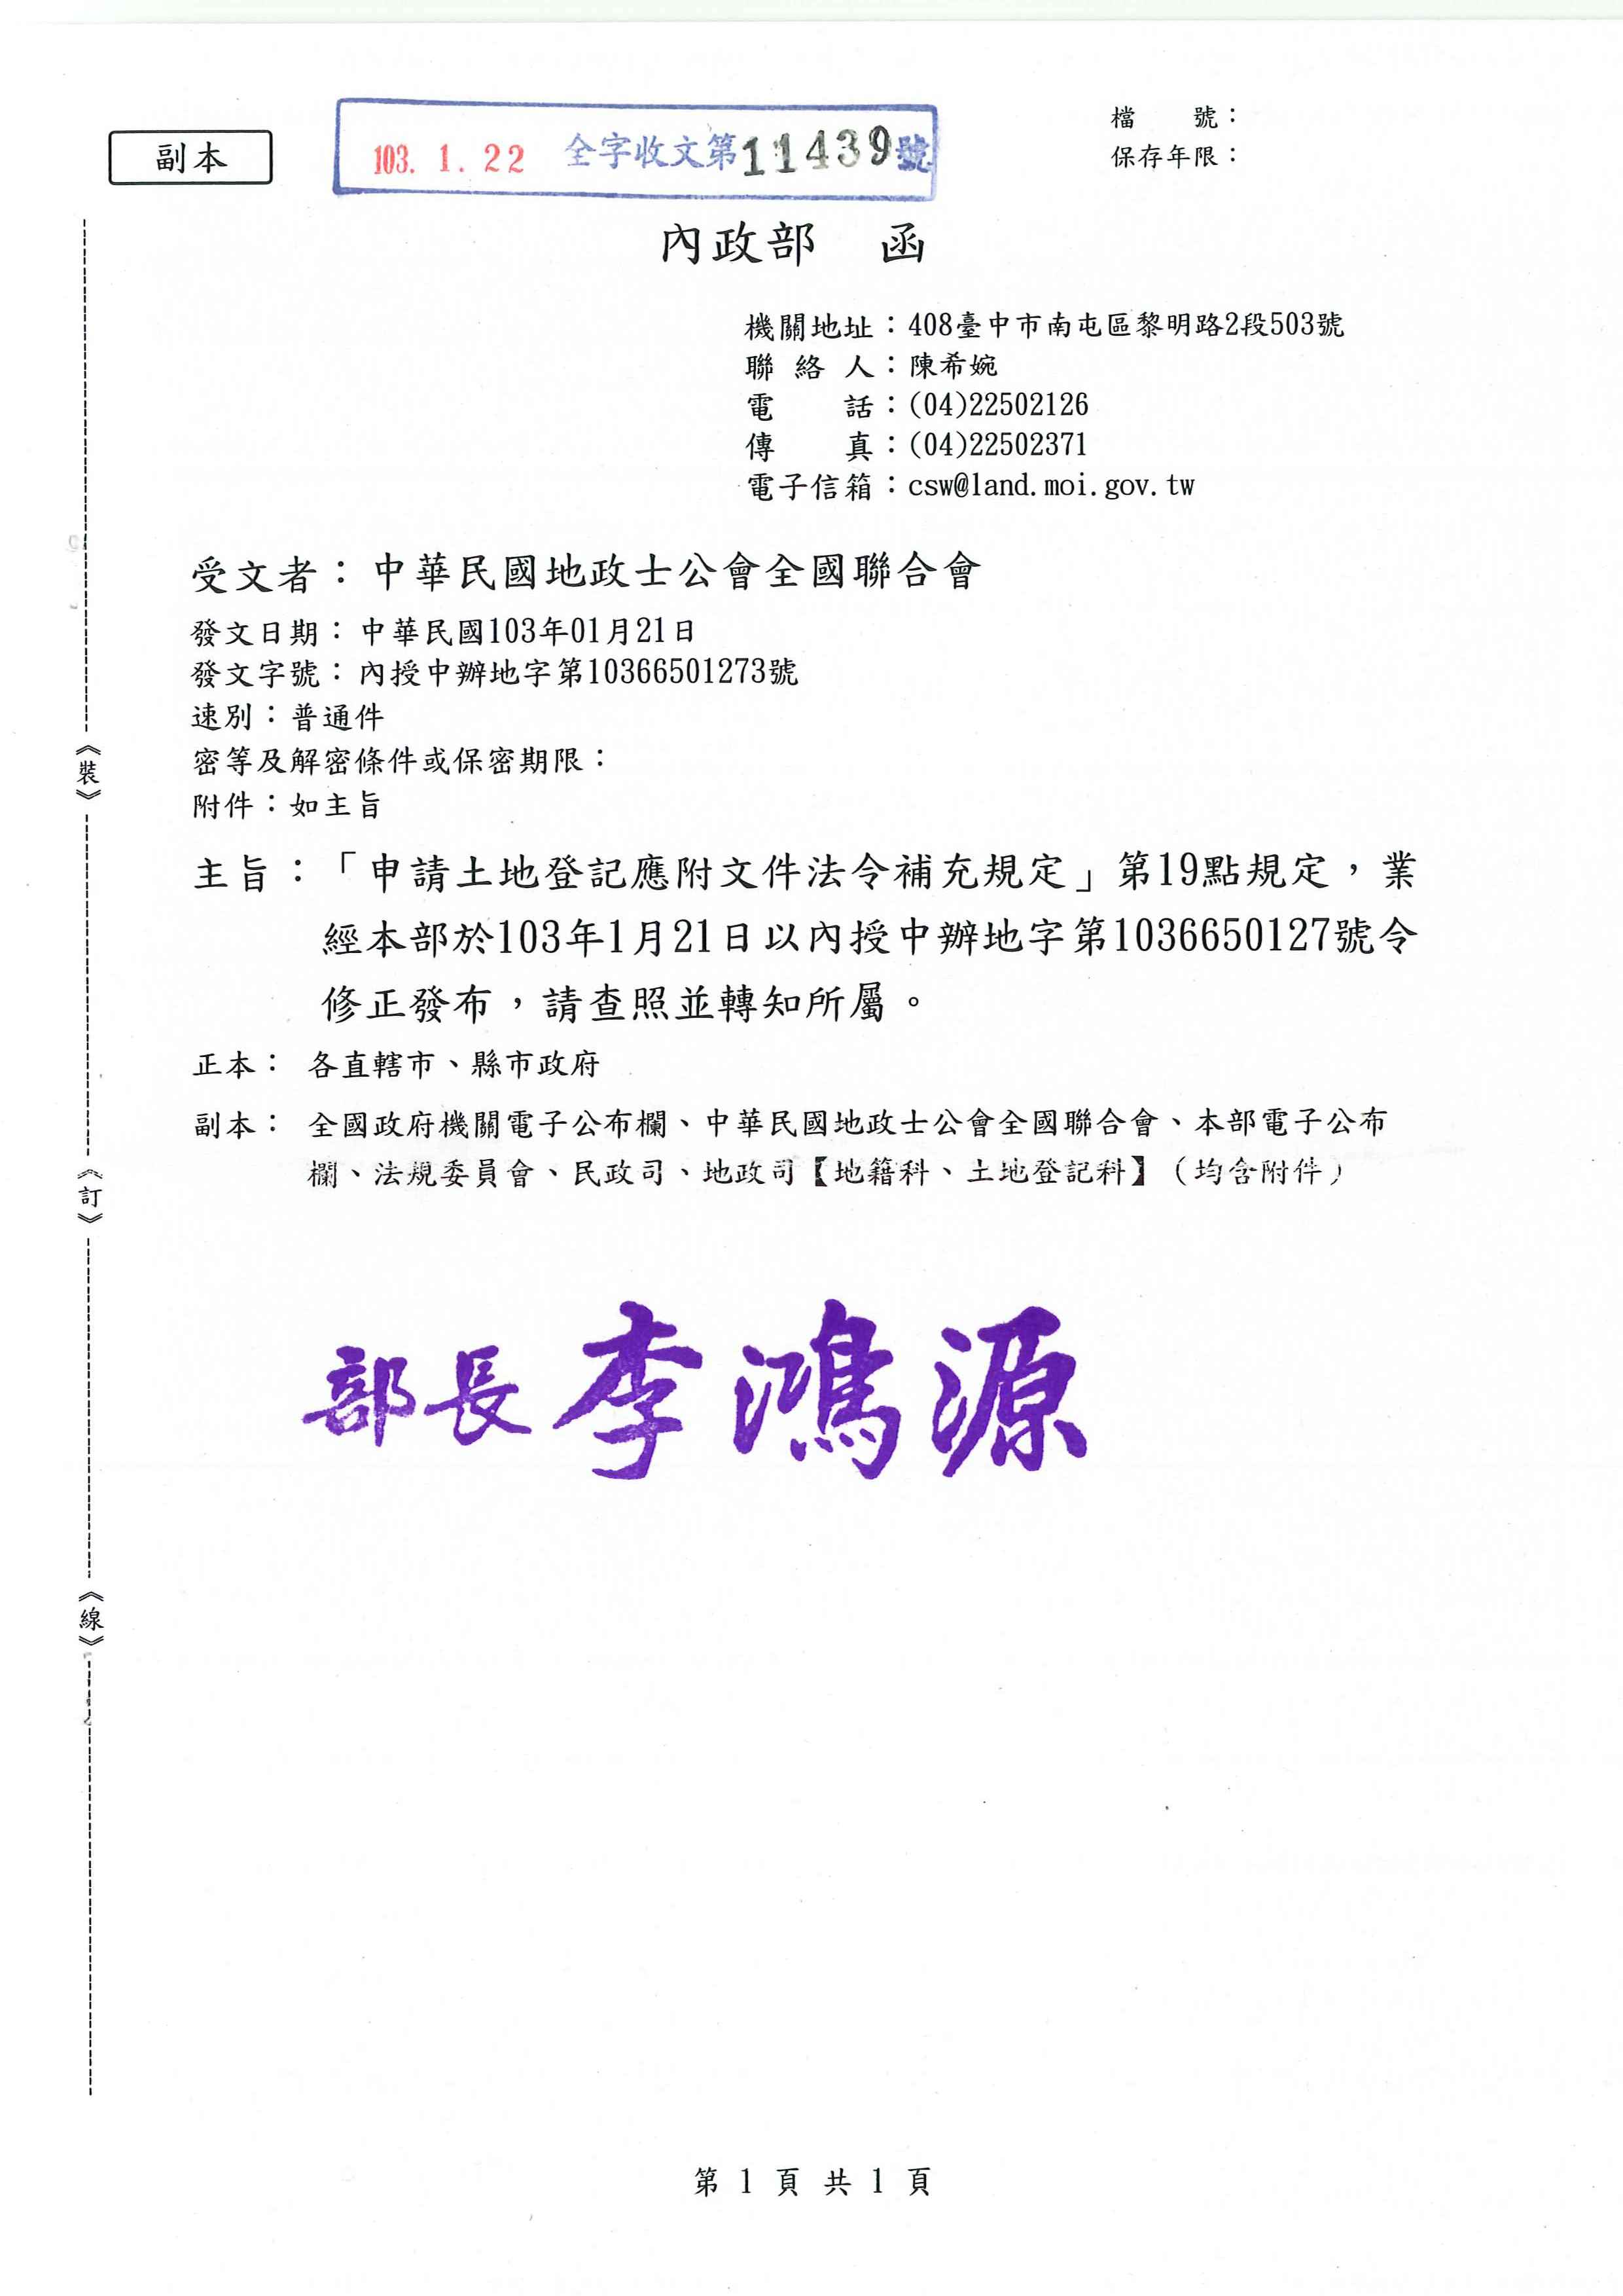 副本
103. 1. 22 全字收文第11439號
檔　　號：
保存年限：
內政部　函
機關地址：408臺中市南屯區黎明路2段503號
聯 絡 人：陳希婉
電　　話：(04)22502126
傳　　真：(04)22502371
電子信箱：csw@land.moi.gov.tw
受文者：中華民國地政士公會全國聯合會
發文日期：中華民國103年01月21日
發文字號：內授中辦地字第10366501273號
速別：普通件
密等及解密條件或保密期限：
附件：如主旨
主旨：「申請土地登記應附文件法令補充規定」第19點規定，業
經本部於103年1月21日以內授中辦地字第1036650127號令
修正發布，請查照並轉知所屬。
正本：各直轄市、縣市政府
副本：全國政府機關電子公布欄、中華民國地政士公會全國聯合會、本部電子公布
欄、法規委員會、民政司、地政司【地籍科、土地登記科】（均含附件）
部長 李鴻源
《裝》
《訂》
《線》
第 1 頁 共 1 頁